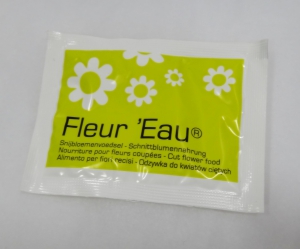 Fleur 'Eau®
Snijbloemenvoedsel - Schnittblumennahrung
Nourriture pour fleurs coupées - Cut flower food
Alimento per fiori recisi - Odżywka do kwiatów ciętych